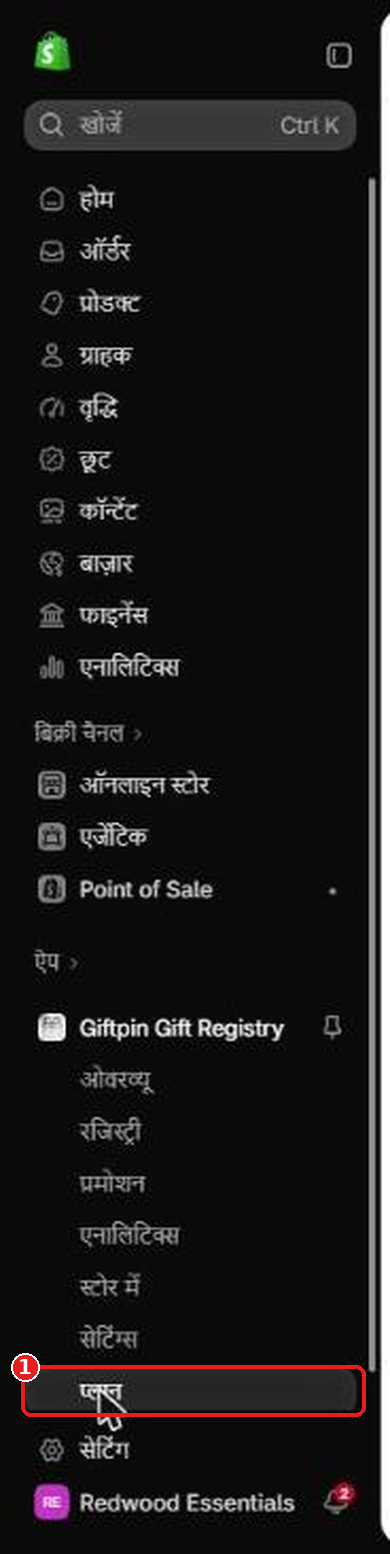 खोजें Ctrl K
होम
ऑर्डर
प्रोडक्ट
ग्राहक
वृद्धि
छूट
कॉन्टेंट
बाज़ार
फाइनेंस
एनालिटिक्स
बिक्री चैनल
ऑनलाइन स्टोर
एजेंटिक
Point of Sale
ऐप
Giftpin Gift Registry
ओवरव्यू
रजिस्ट्री
प्रमोशन
एनालिटिक्स
स्टोर में
सेटिंग्स
1
प्लान
सेटिंग
RE Redwood Essentials 2